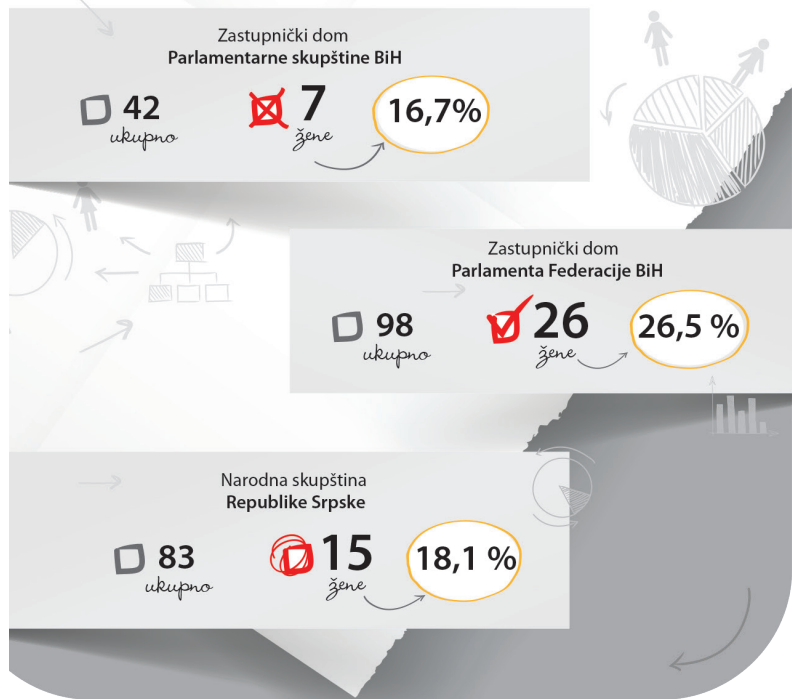 Zastupnički dom
Parlamentarne skupštine BiH
42 7 16,7%
ukupno žene
Zastupnički dom
Parlamenta Federacije BiH
98 26 26,5 %
ukupno žene
Narodna skupština
Republike Srpske
83 15 18,1 %
ukupno žene